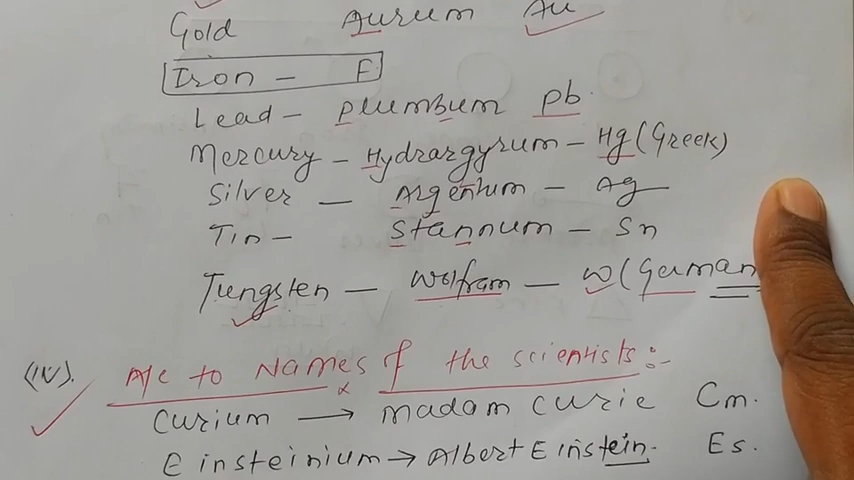 Gold Aurum Au
Iron - F
Lead - Plumbum Pb
Mercury - Hydrargyrum - Hg (Greek)
Silver - Argentum - Ag
Tin - Stannum - Sn
Tungsten - Wolfram - W (German
(IV). A/c to Names of the scientists:-
Curium → madam curie Cm.
Einsteinium → Albert Einstein. Es.